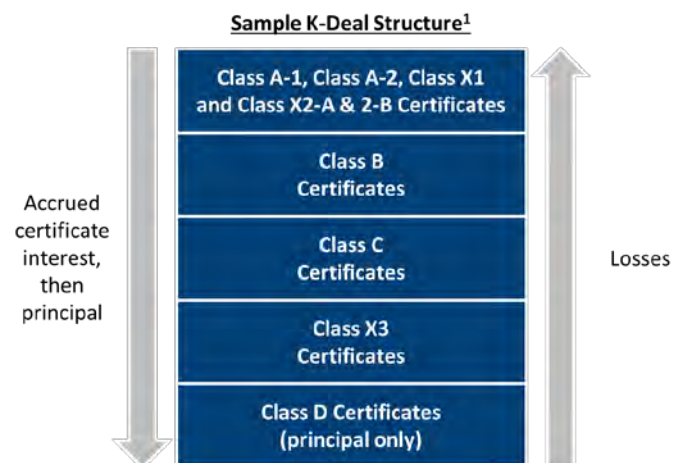 Sample K-Deal Structure¹
Class A-1, Class A-2, Class X1
and Class X2-A & 2-B Certificates
Class B
Certificates
Class C
Certificates
Class X3
Certificates
Class D Certificates
(principal only)
Accrued
certificate
interest,
then
principal
Losses